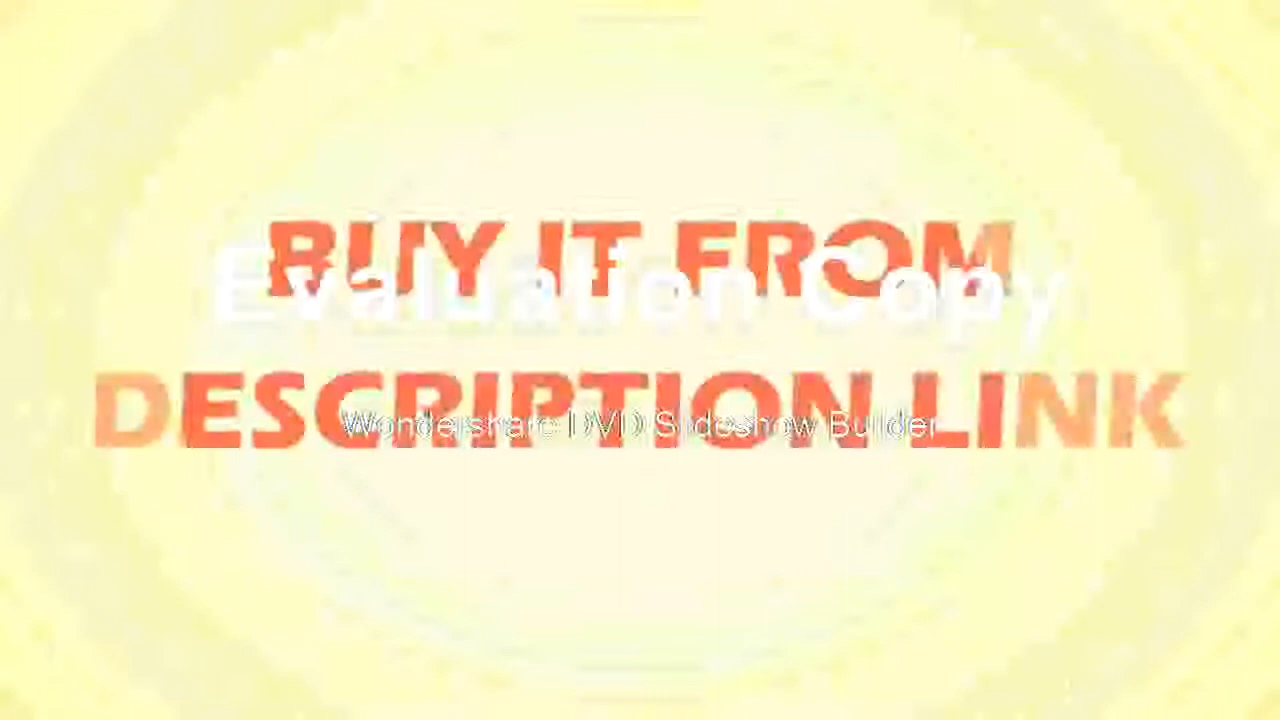 BUY IT FROM
Evaluation Copy
DESCRIPTION LINK
Wondershare DVD Slideshow Builder